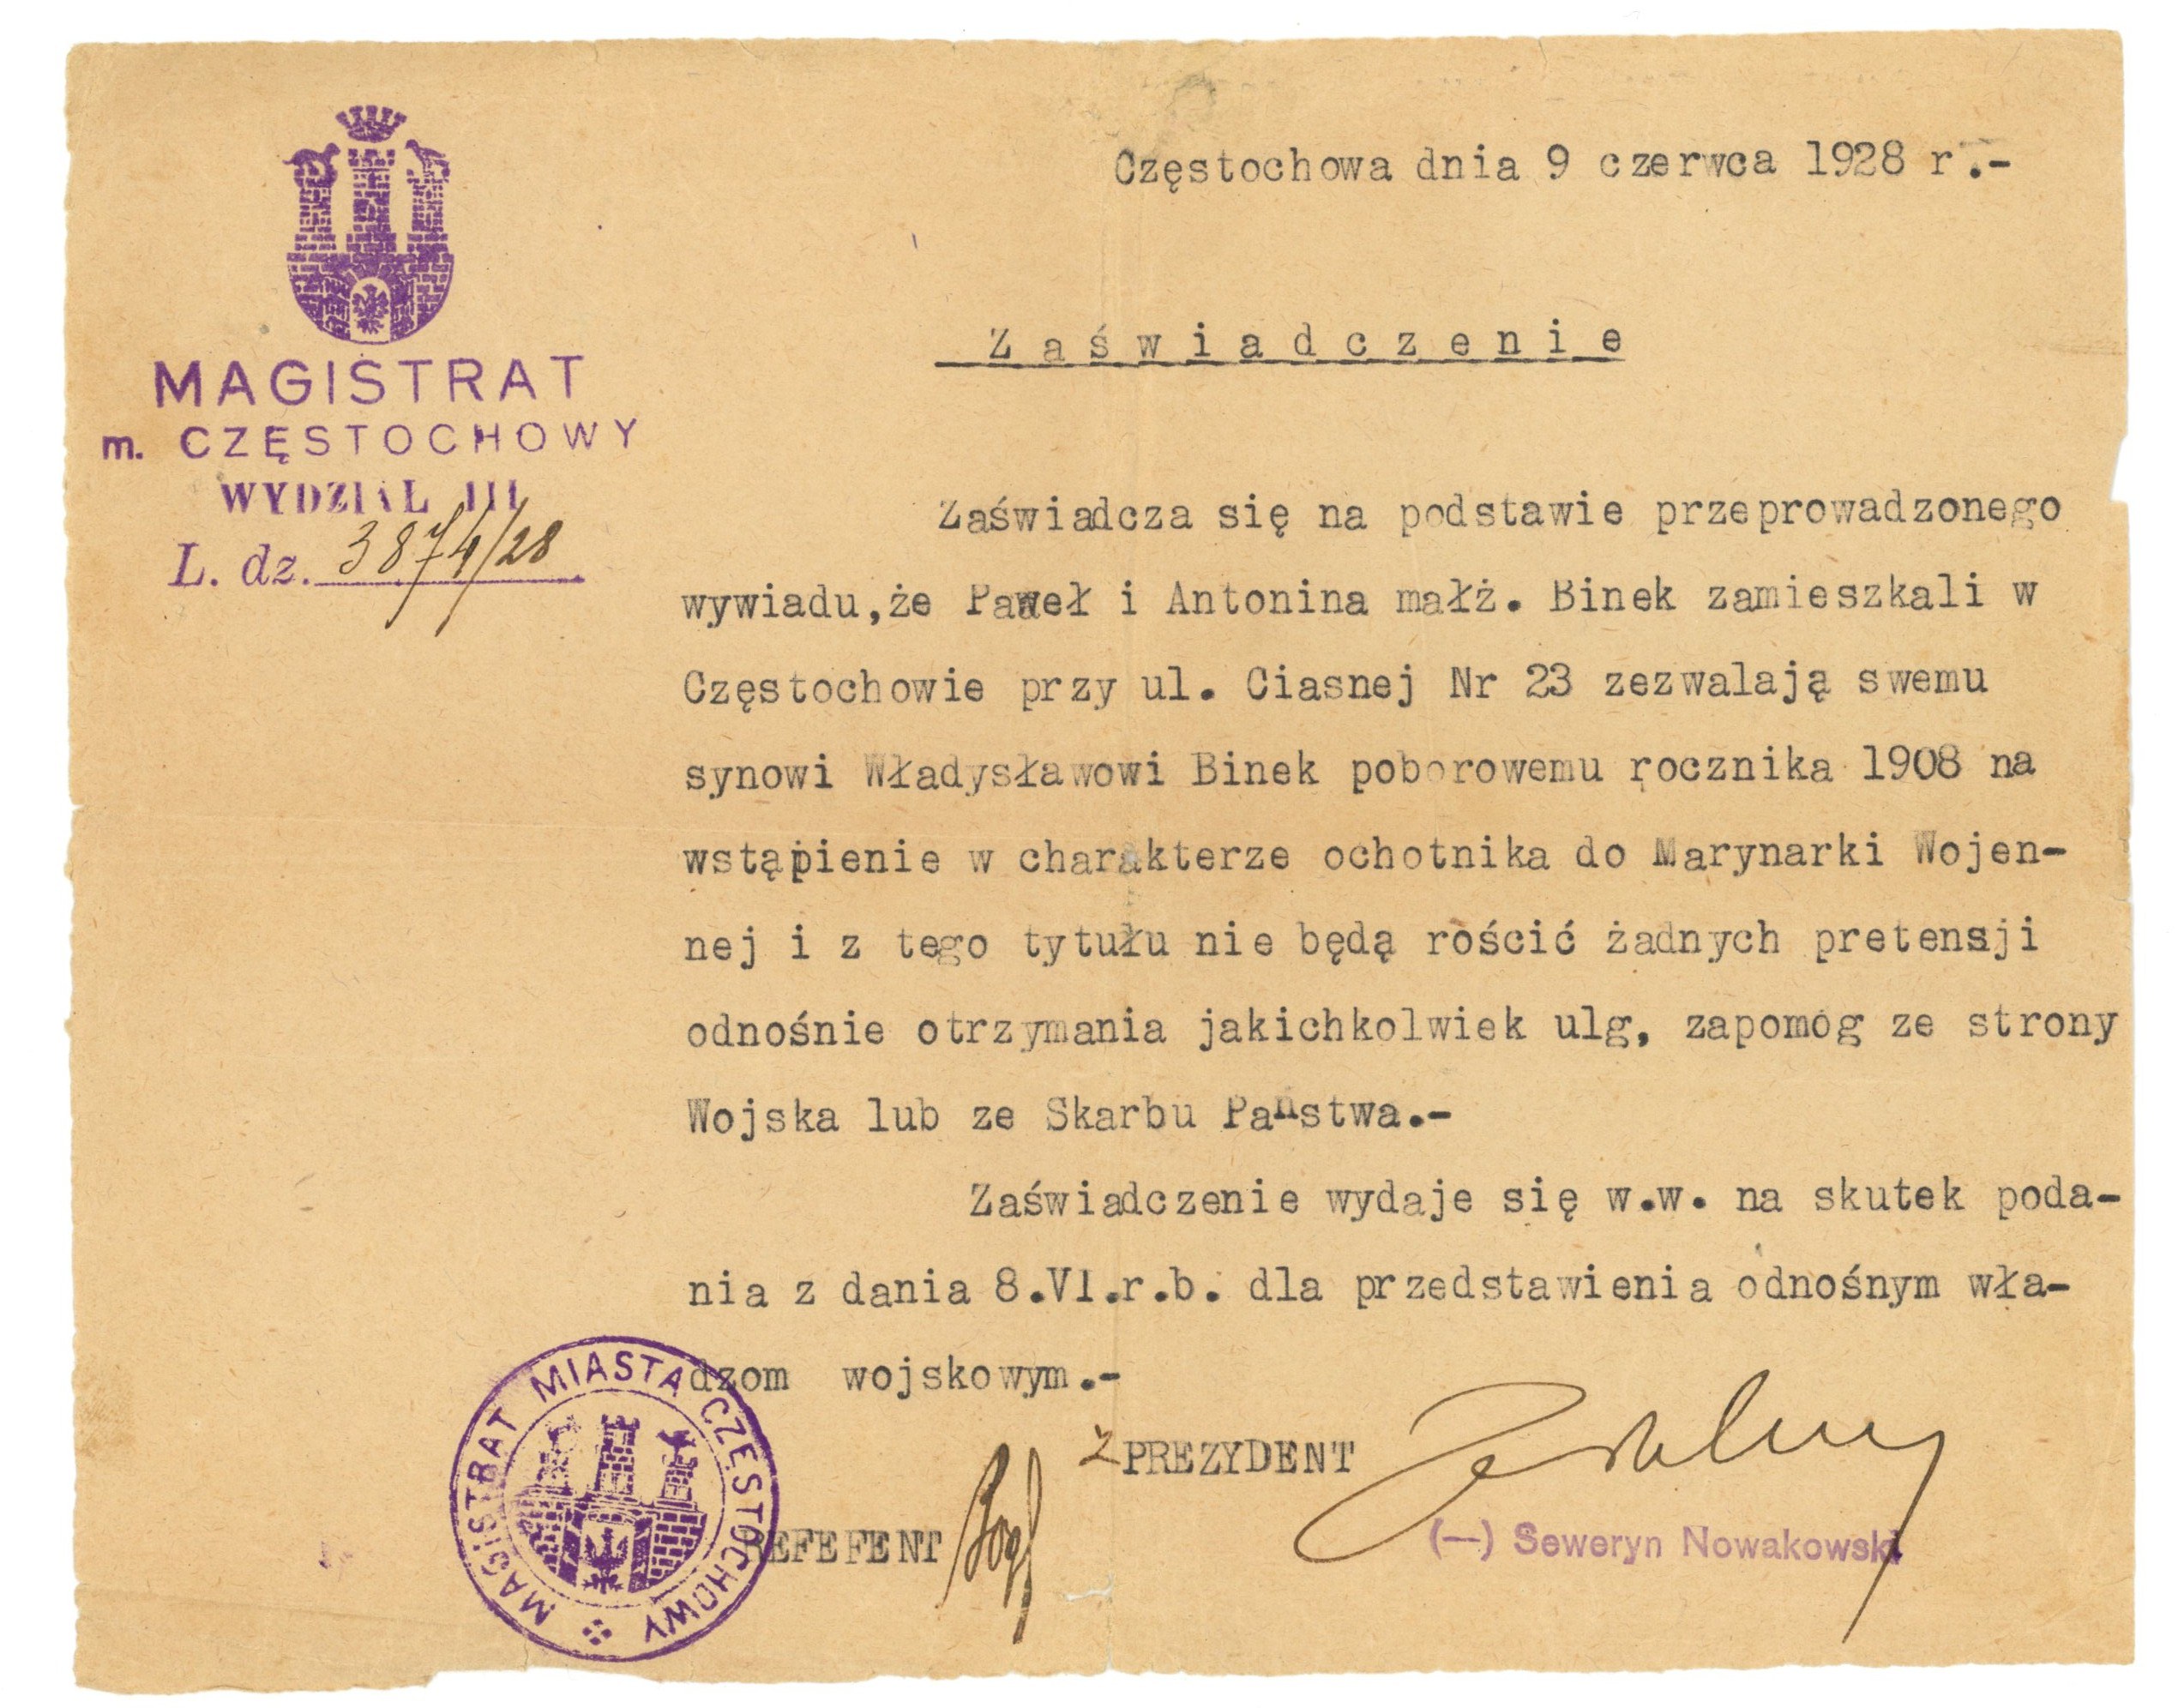 MAGISTRAT
m. CZĘSTOCHOWY
WYDZIAŁ III
L. dz. 3874/28
Częstochowa dnia 9 czerwca 1928 r.-
Zaświadczenie
Zaświadcza się na podstawie przeprowadzonego
wywiadu,że Paweł i Antonina małż. Binek zamieszkali w
Częstochowie przy ul. Ciasnej Nr 23 zezwalają swemu
synowi Władysławowi Binek poborowemu rocznika 1908 na
wstąpienie w charakterze ochotnika do Marynarki Wojen-
nej i z tego tytułu nie będą rościć żadnych pretensji
odnośnie otrzymania jakichkolwiek ulg, zapomóg ze strony
Wojska lub ze Skarbu Panstwa.-
Zaświadczenie wydaje się w.w. na skutek poda-
nia z dania 8.VI.r.b. dla przedstawienia odnośnym wła-
dzom wojskowym.-
z PREZYDENT
(—) Seweryn Nowakowski
REFEFENT
MAGISTRAT MIASTA CZĘSTOCHOWY